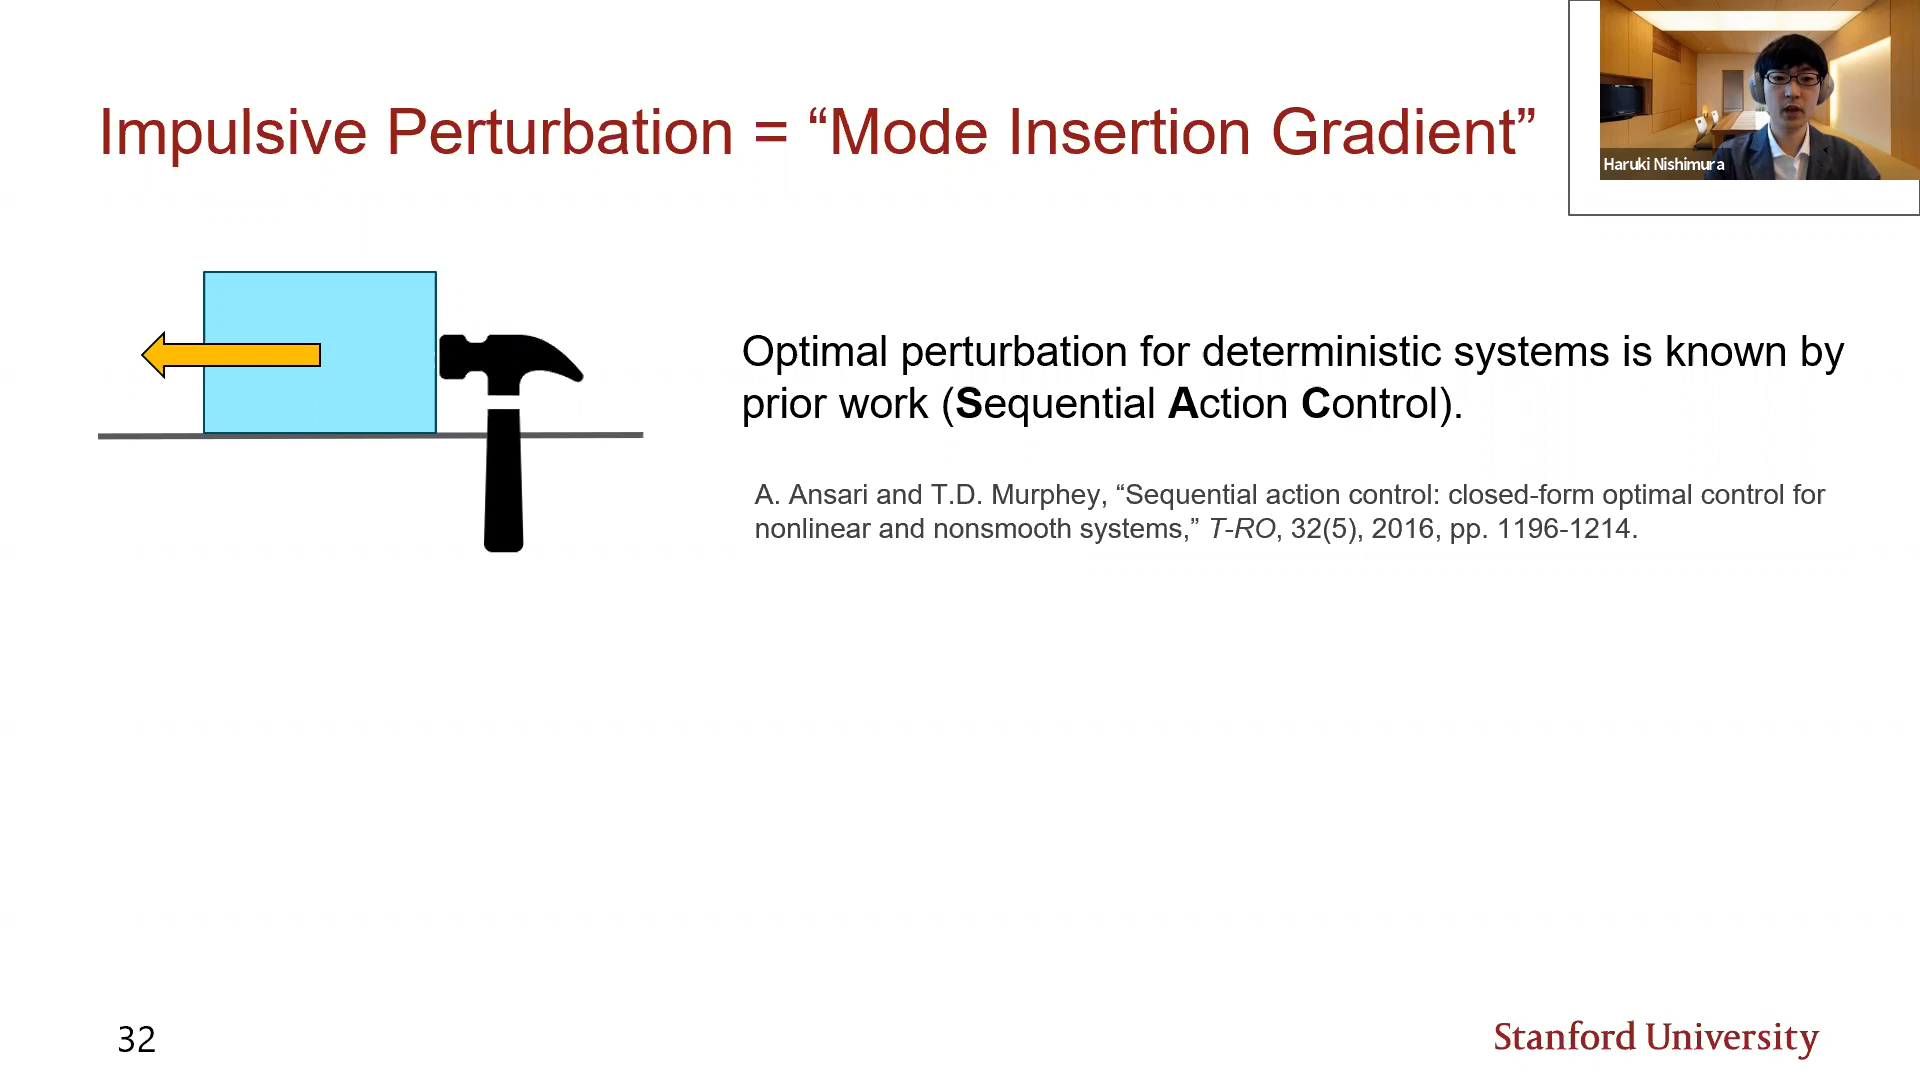 Impulsive Perturbation = “Mode Insertion Gradient”
Haruki Nishimura
Optimal perturbation for deterministic systems is known by
prior work (Sequential Action Control).
A. Ansari and T.D. Murphey, “Sequential action control: closed-form optimal control for
nonlinear and nonsmooth systems,” T-RO, 32(5), 2016, pp. 1196-1214.
32
Stanford University